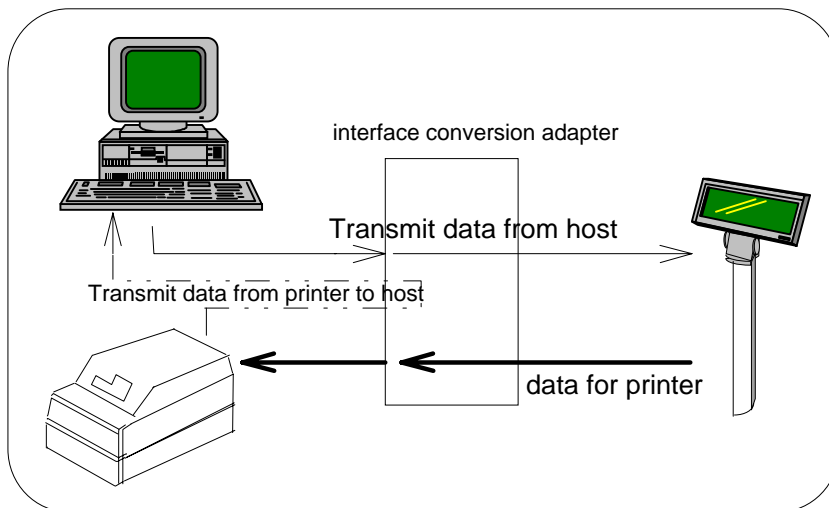 interface conversion adapter
Transmit data from host
Transmit data from printer to host
data for printer